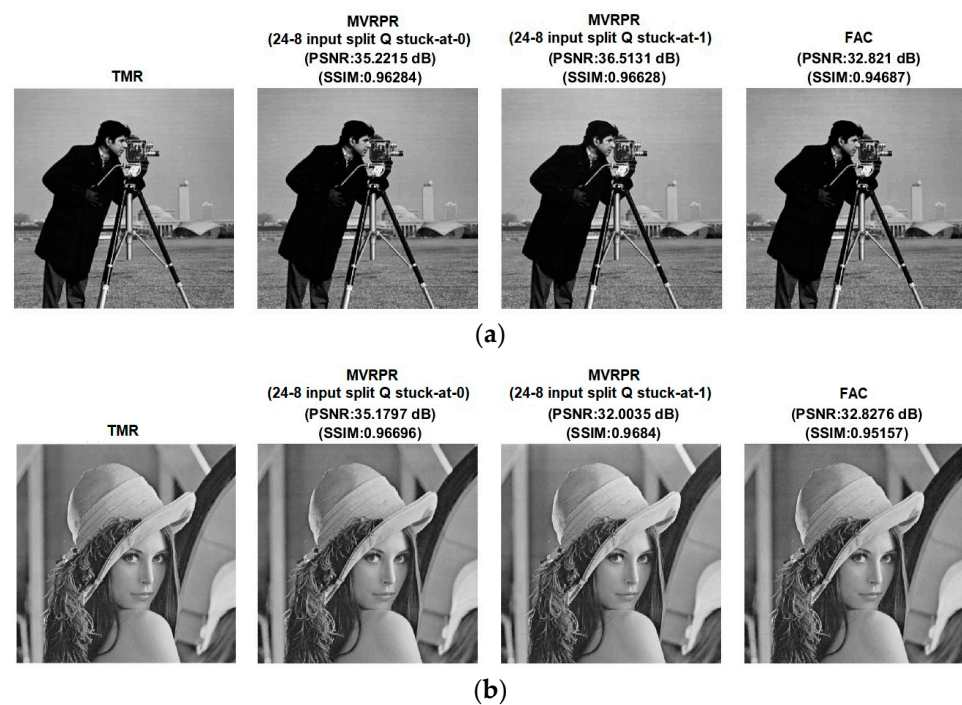 MVRPR
(24-8 input split Q stuck-at-0)
(PSNR:35.2215 dB)
(SSIM:0.96284)
MVRPR
(24-8 input split Q stuck-at-1)
(PSNR:36.5131 dB)
(SSIM:0.96628)
FAC
(PSNR:32.821 dB)
(SSIM:0.94687)
TMR
(a)
MVRPR
(24-8 input split Q stuck-at-0)
(PSNR:35.1797 dB)
(SSIM:0.96696)
MVRPR
(24-8 input split Q stuck-at-1)
(PSNR:32.0035 dB)
(SSIM:0.9684)
FAC
(PSNR:32.8276 dB)
(SSIM:0.95157)
TMR
(b)